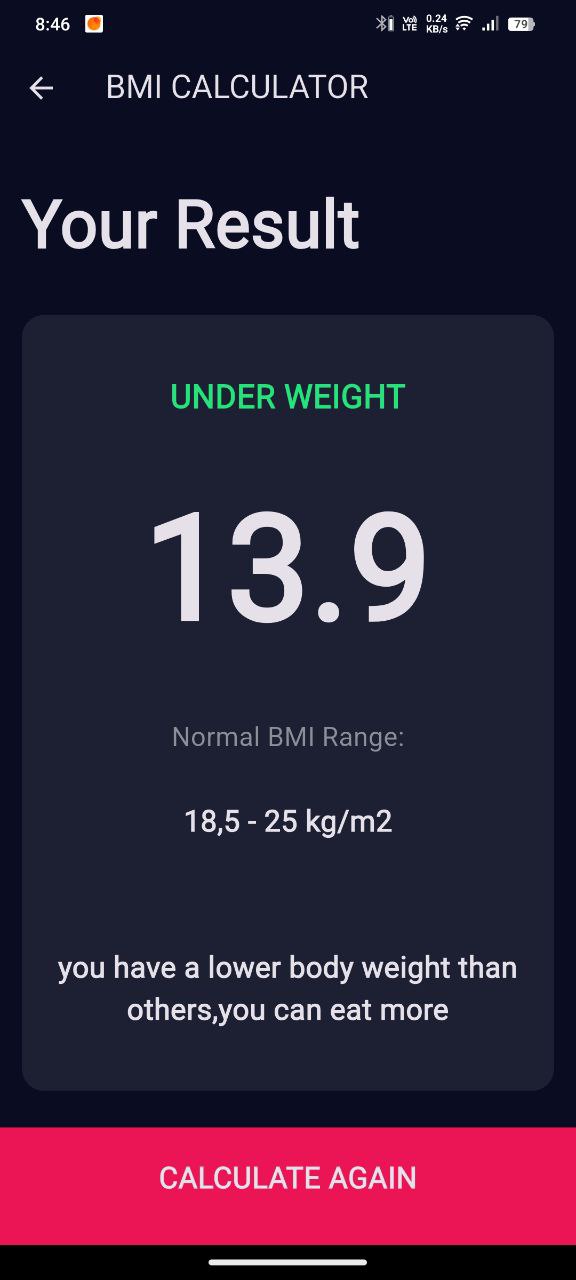 8:46 Vo) LTE 0.24 KB/s 79
BMI CALCULATOR
Your Result
UNDER WEIGHT
13.9
Normal BMI Range:
18,5 - 25 kg/m2
you have a lower body weight than
others,you can eat more
CALCULATE AGAIN